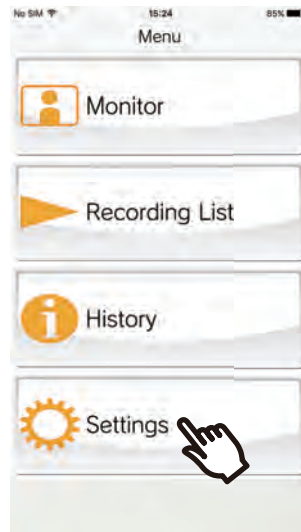 No SIM 15:24 85%
Menu
Monitor
Recording List
History
Settings